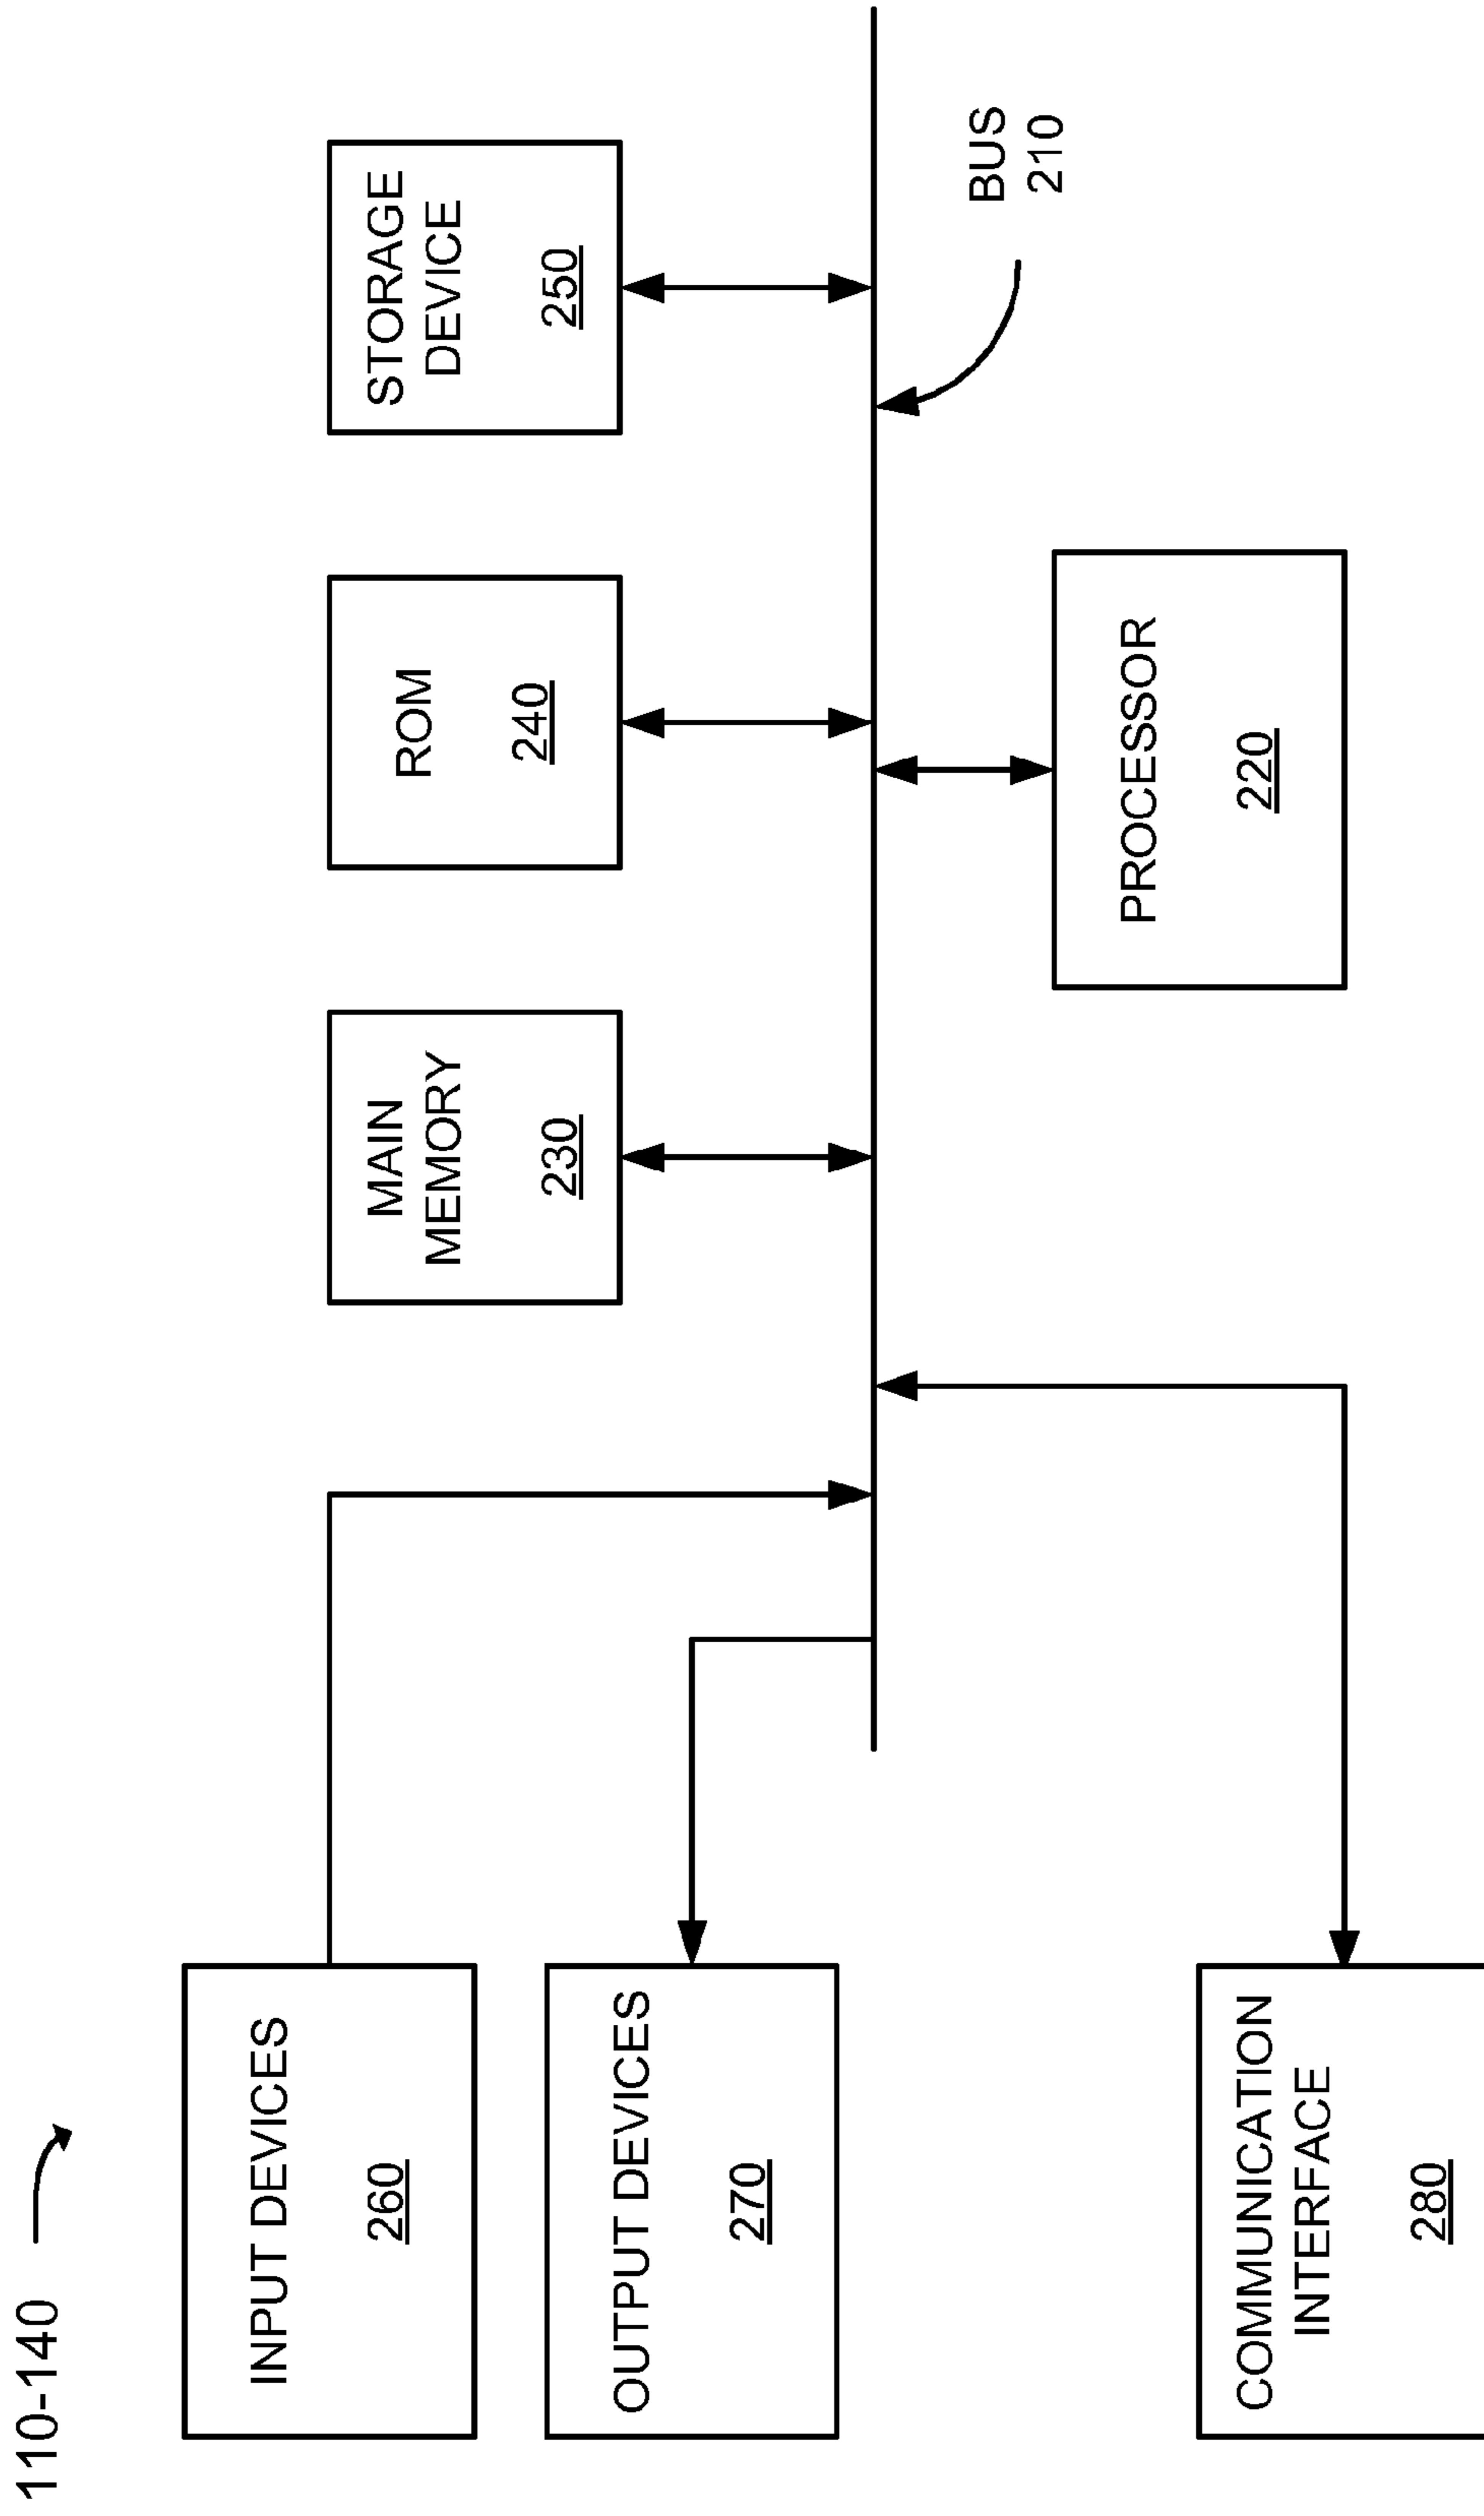 110-140
INPUT DEVICES
260
MAIN
MEMORY
230
ROM
240
STORAGE
DEVICE
250
OUTPUT DEVICES
270
BUS
210
PROCESSOR
220
COMMUNICATION
INTERFACE
280